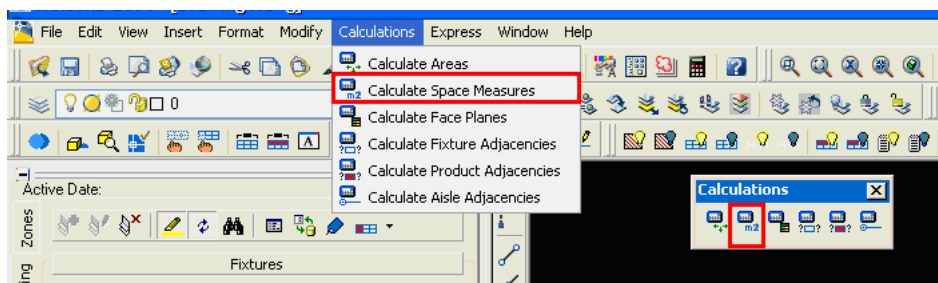 File Edit View Insert Format Modify Calculations Express Window Help
Calculate Areas
Calculate Space Measures
Calculate Face Planes
Calculate Fixture Adjacencies
Calculate Product Adjacencies
Calculate Aisle Adjacencies
0
Active Date:
Zones
Fixtures
Calculations
m2